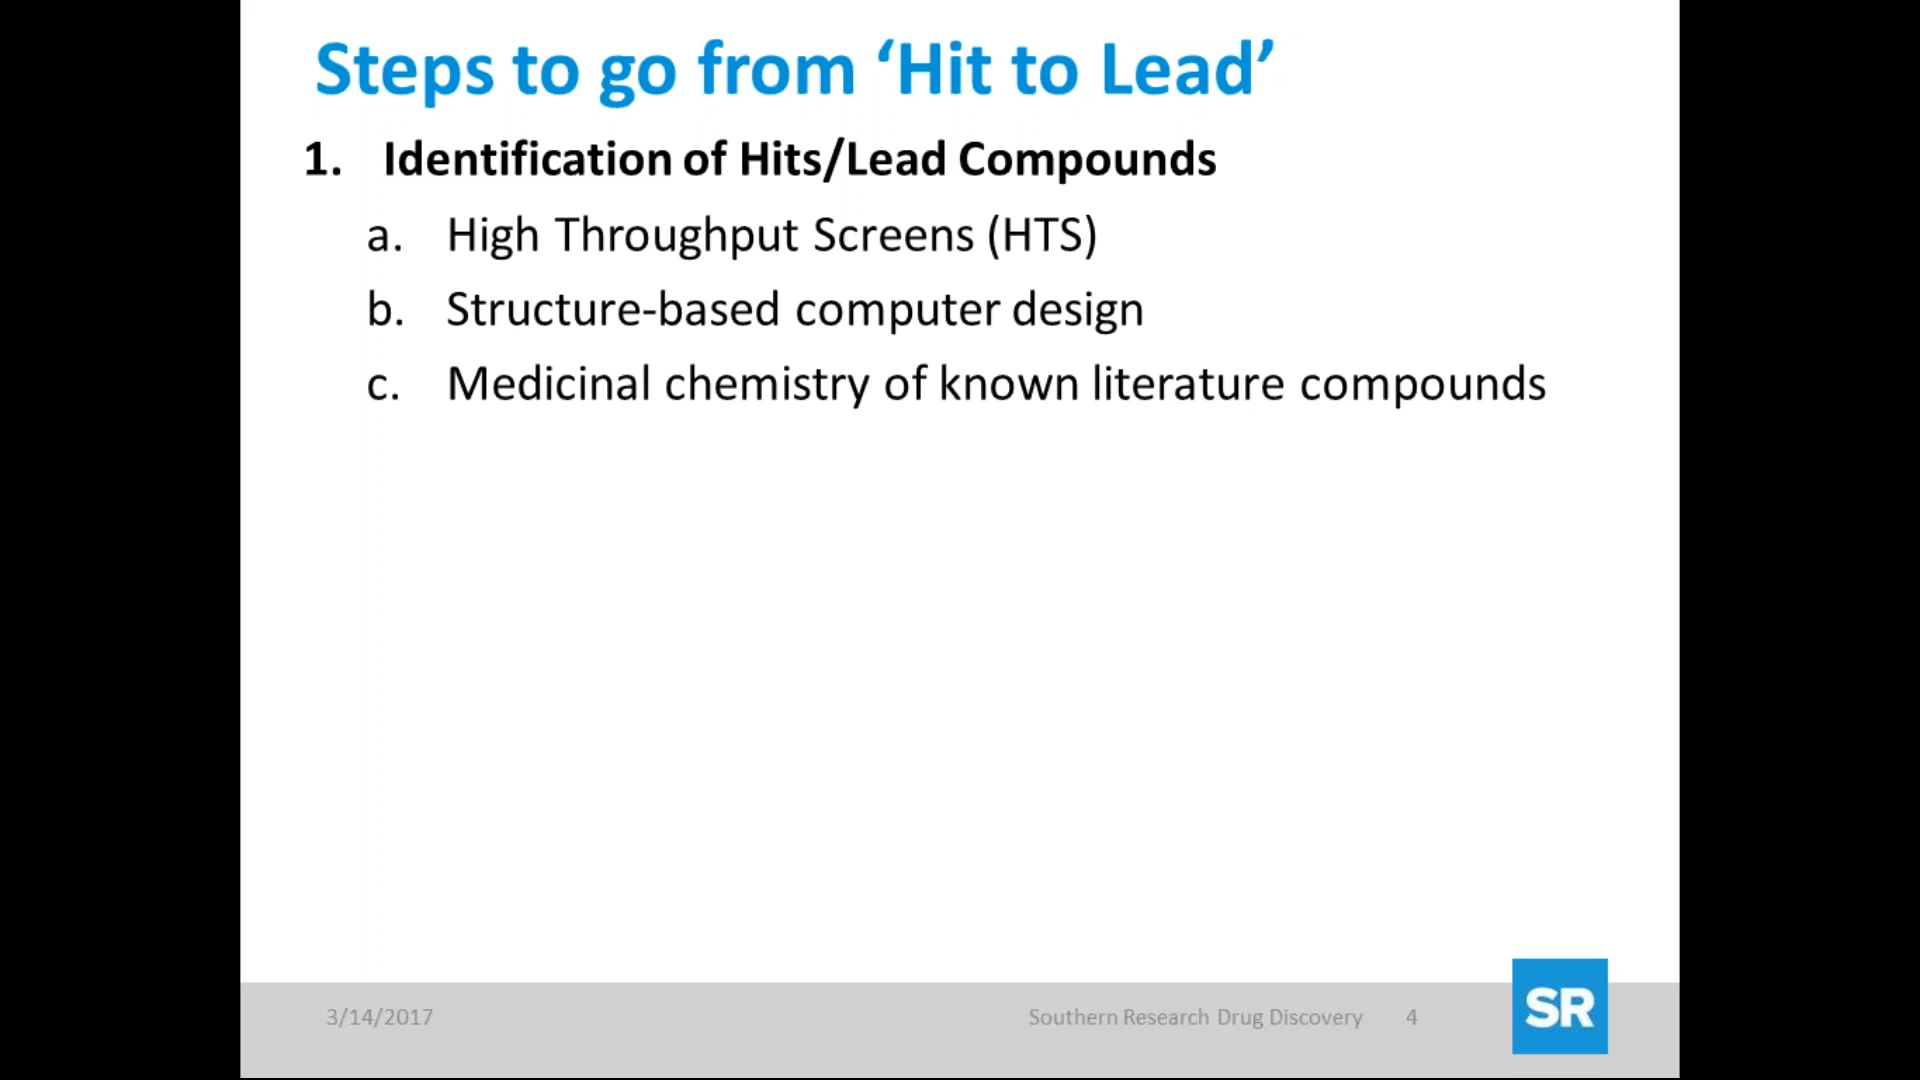 Steps to go from ‘Hit to Lead’
1. Identification of Hits/Lead Compounds
a. High Throughput Screens (HTS)
b. Structure-based computer design
c. Medicinal chemistry of known literature compounds
3/14/2017 Southern Research Drug Discovery 4 SR